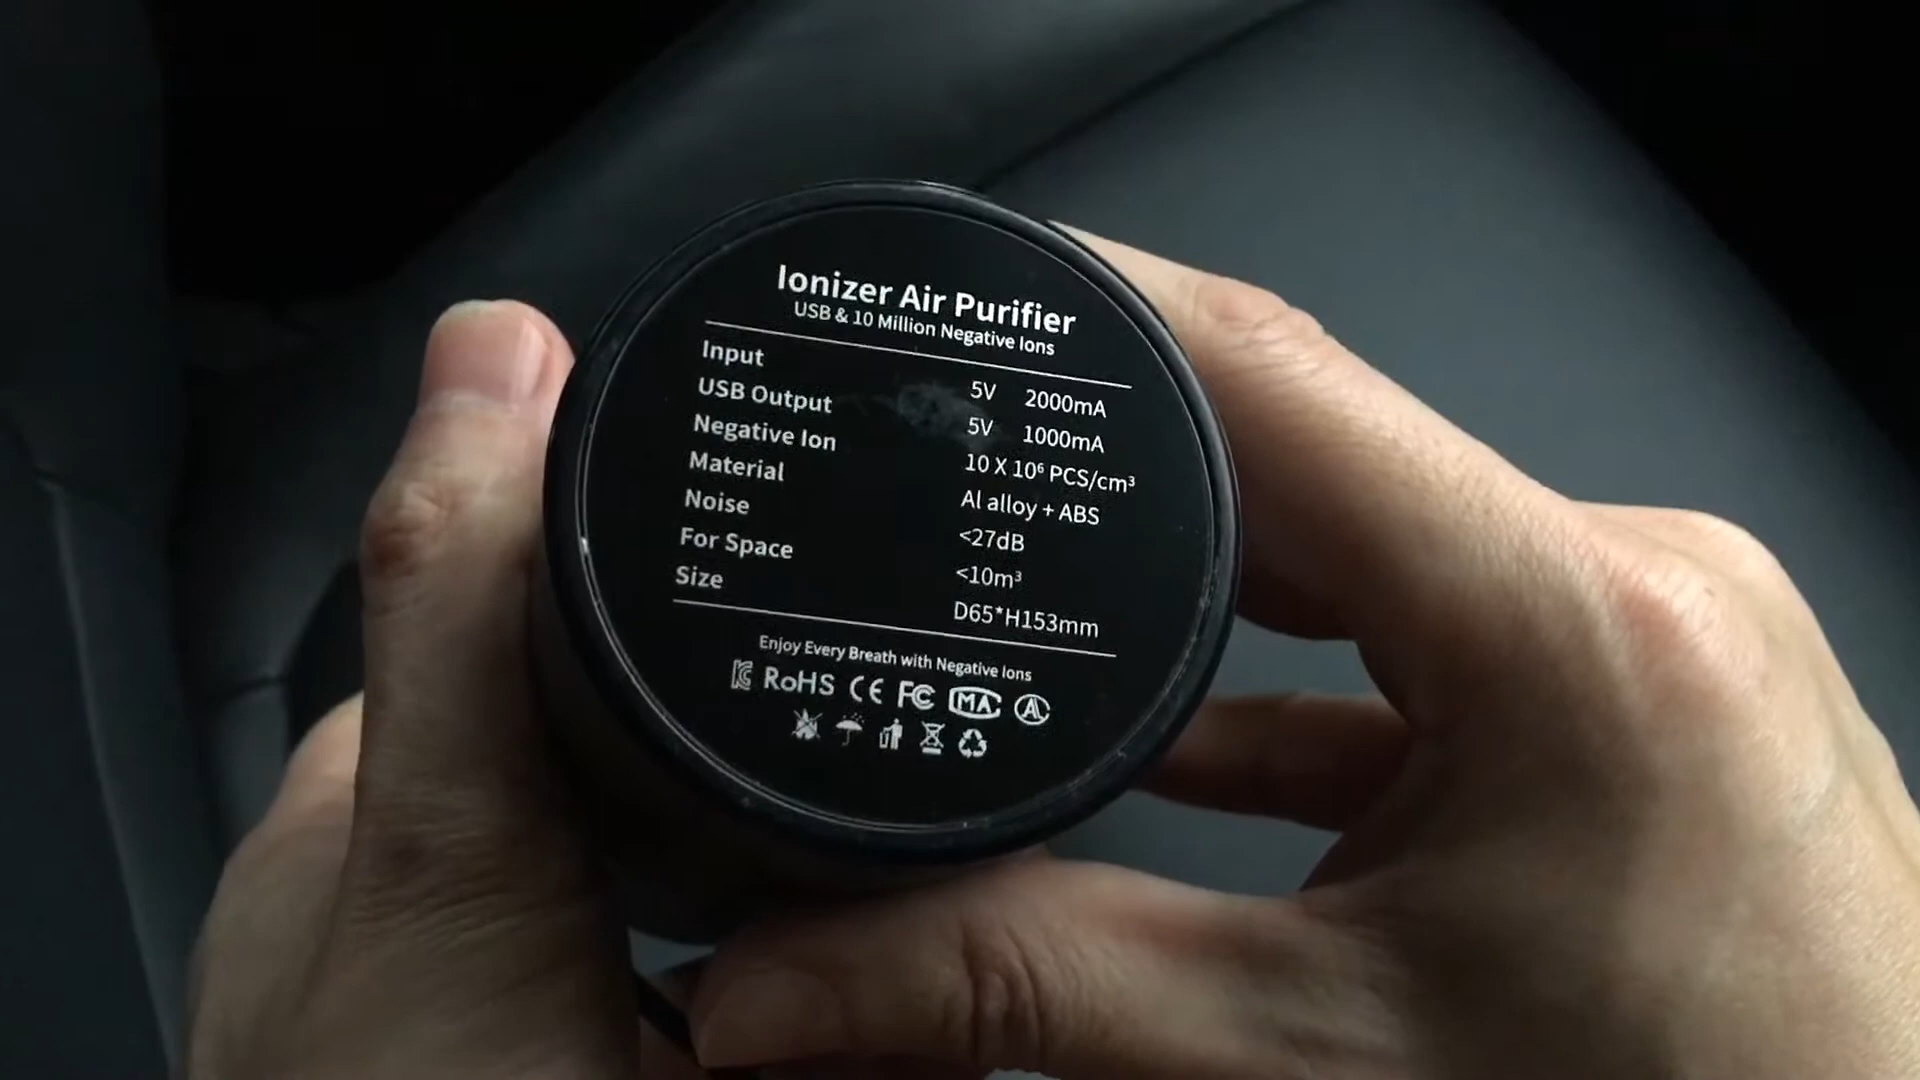 Ionizer Air Purifier
USB & 10 Million Negative Ions
Input 5V 2000mA
USB Output 5V 1000mA
Negative Ion 10 X 10⁶ PCS/cm³
Material Al alloy + ABS
Noise <27dB
For Space <10m³
Size D65*H153mm
Enjoy Every Breath with Negative Ions
RoHS CE FC MA